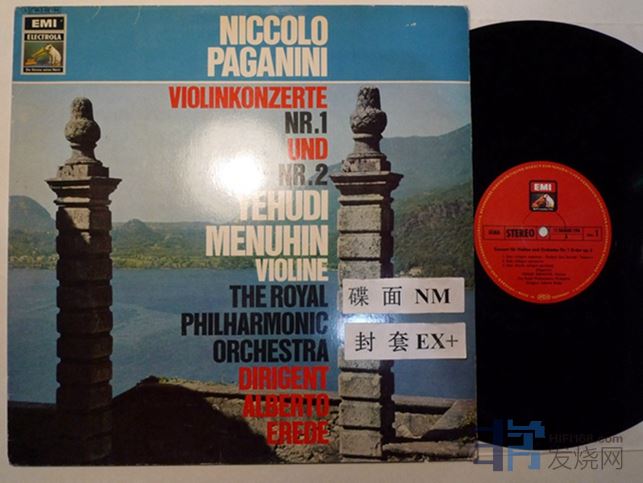 EMI
ELECTROLA
NICCOLO
PAGANINI
VIOLINKONZERTE
NR.1
UND
NR.2
YEHUDI
MENUHIN
VIOLINE
THE ROYAL
PHILHARMONIC
ORCHESTRA
DIRIGENT
ALBERTO
EREDE
碟面 NM
封套 EX+
EMI
STEREO
1
HIFI168.com
发烧网